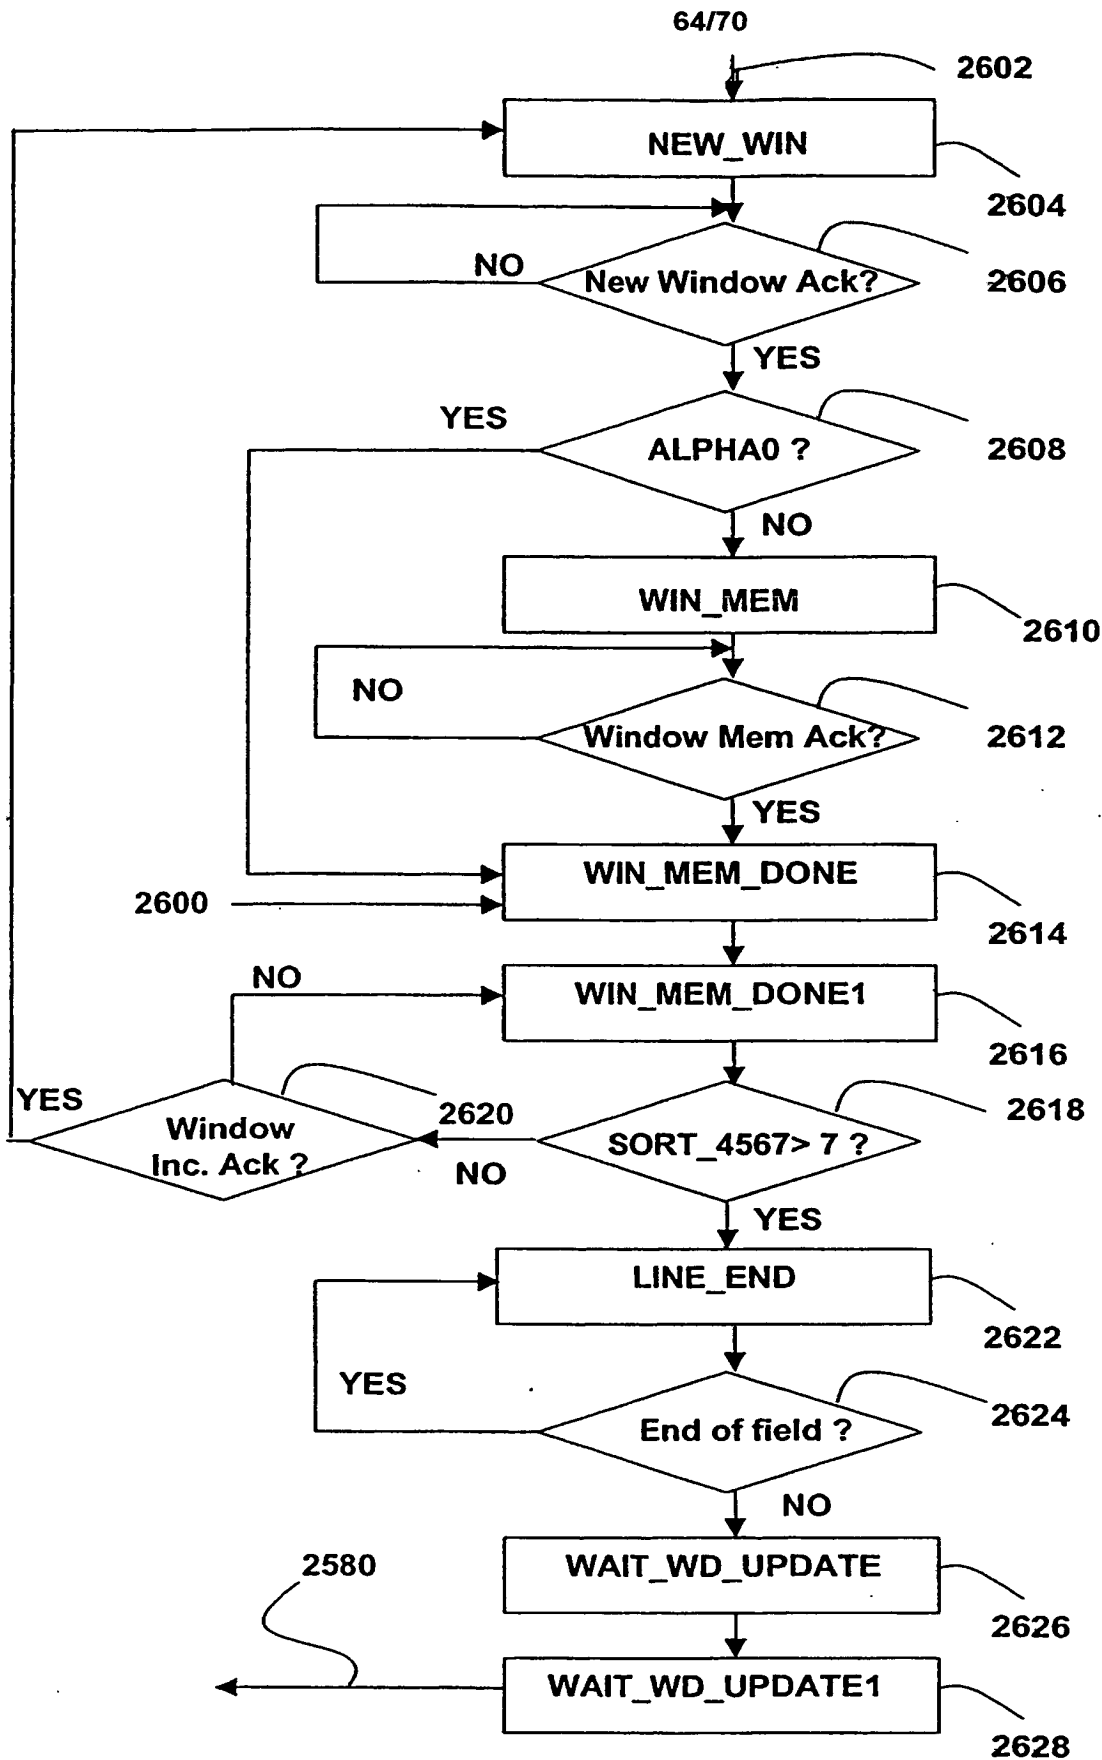 64/70
2602
NEW_WIN
2604
NO
New Window Ack?
2606
YES
YES
ALPHA0 ?
2608
NO
WIN_MEM
2610
NO
Window Mem Ack?
2612
YES
WIN_MEM_DONE
2600
2614
NO
WIN_MEM_DONE1
2616
YES
2620
2618
Window
Inc. Ack ?
SORT_4567> 7 ?
NO
YES
LINE_END
2622
YES
2624
End of field ?
NO
2580
WAIT_WD_UPDATE
2626
WAIT_WD_UPDATE1
2628